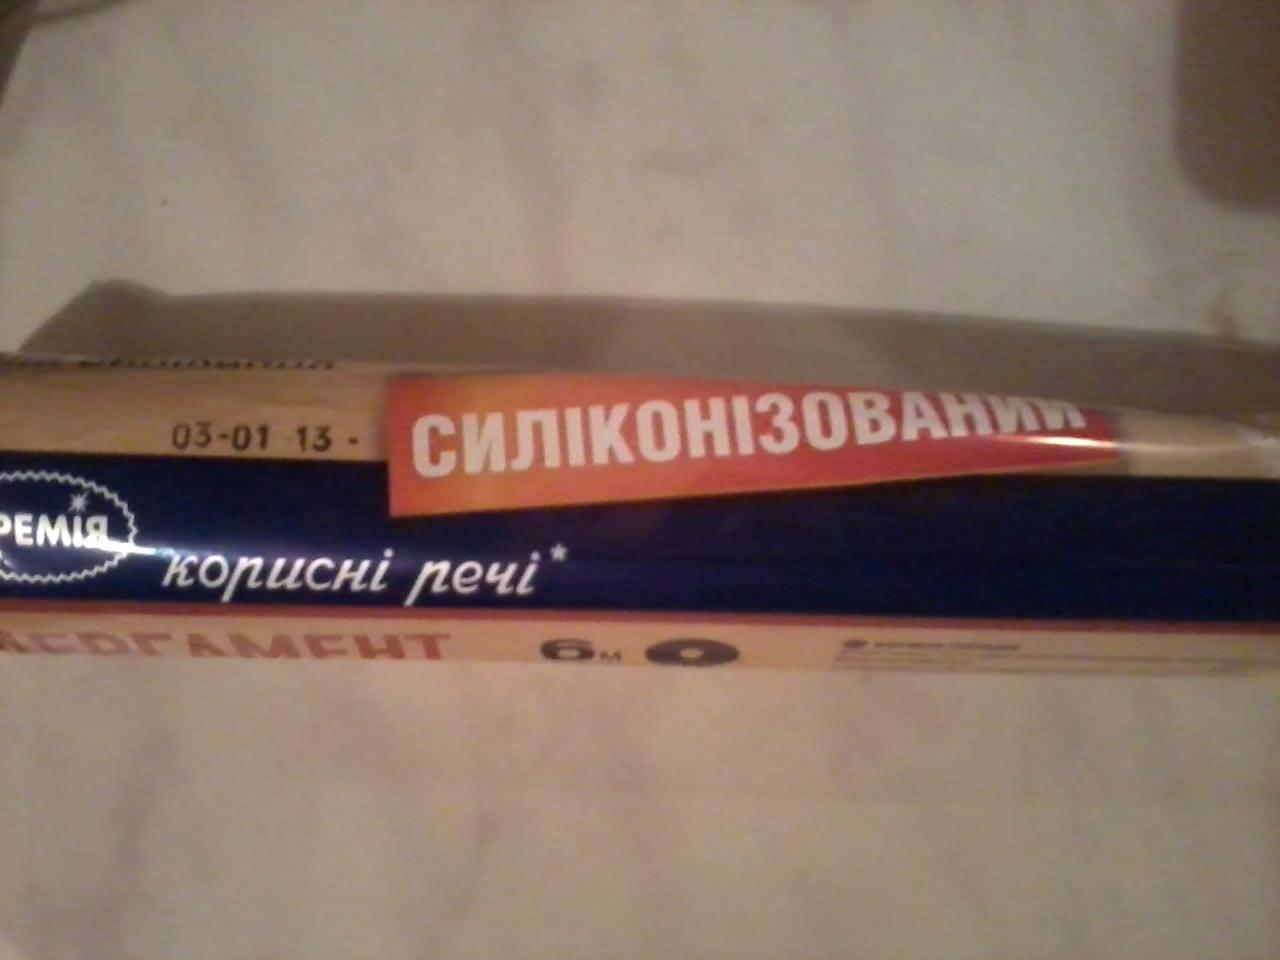 03-01 13 -
СИЛІКОНІЗОВАНИЙ
РЕМІЯ
корисні речі*
ПЕРГАМЕНТ
6м